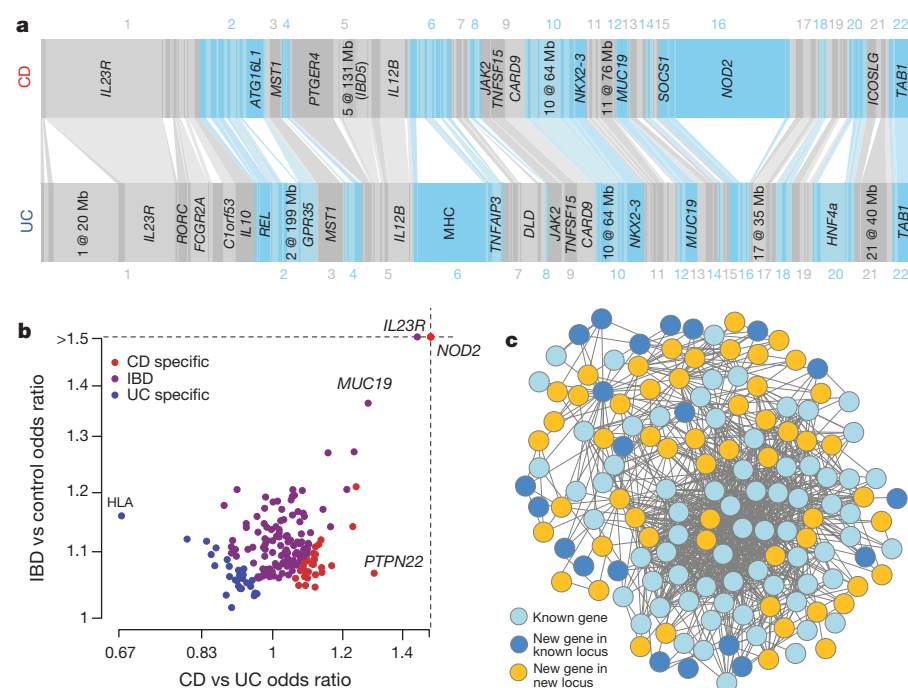 a
1 2 3 4 5 6 7 8 9 10 11 12 13 14 15 16 17 18 19 20 21 22
CD
IL23R ATG16L1 MST1 PTGER4 5 @ 131 Mb (IBD5) IL12B JAK2 TNFSF15 CARD9 10 @ 64 Mb NKX2-3 11 @ 76 Mb MUC19 SOCS1 NOD2 ICOSLG TAB1
UC
1 @ 20 Mb IL23R RORC FCGR2A C1orf53 IL10 REL 2 @ 199 Mb GPR35 MST1 IL12B MHC TNFAIP3 DLD JAK2 TNFSF15 CARD9 10 @ 64 Mb NKX2-3 MUC19 17 @ 35 Mb HNF4a 21 @ 40 Mb TAB1
1 2 3 4 5 6 7 8 9 10 11 12 13 14 15 16 17 18 19 20 21 22
b
IBD vs control odds ratio
>1.5
1.4
1.3
1.2
1.1
1
CD specific
IBD
UC specific
IL23R
NOD2
MUC19
HLA
PTPN22
0.67 0.83 1 1.2 1.4
CD vs UC odds ratio
c
Known gene
New gene in
known locus
New gene in
new locus